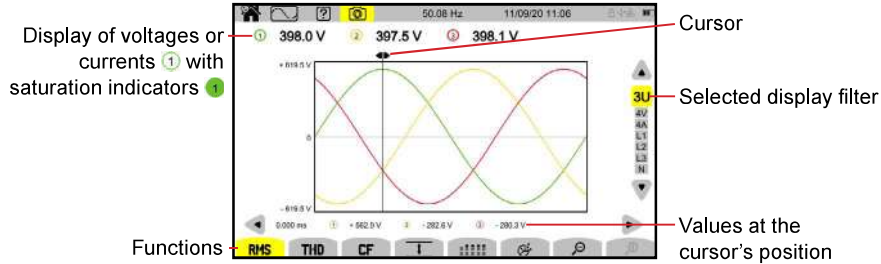 ? 50.08 Hz 11/09/20 11:06
Display of voltages or
currents 1 with
saturation indicators 1
1 398.0 V 2 397.5 V 3 398.1 V
Cursor
+619.5 V
0
-619.5 V
3U
4V
4A
L1
L2
L3
N
Selected display filter
0.000 ms 1 +562.5 V 2 -282.6 V 3 -280.3 V
Values at the
cursor's position
Functions
RMS THD CF